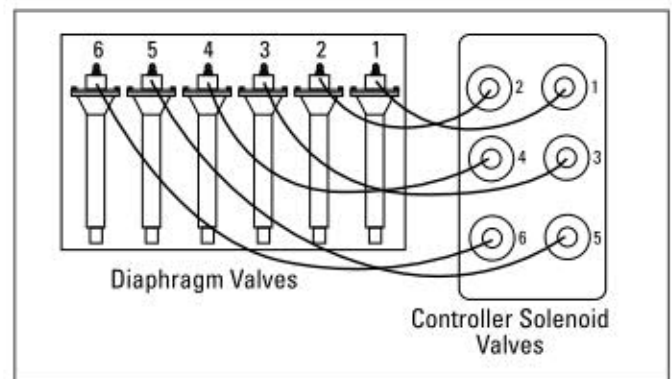 6 5 4 3 2 1
2 1
4 3
6 5
Diaphragm Valves
Controller Solenoid
Valves